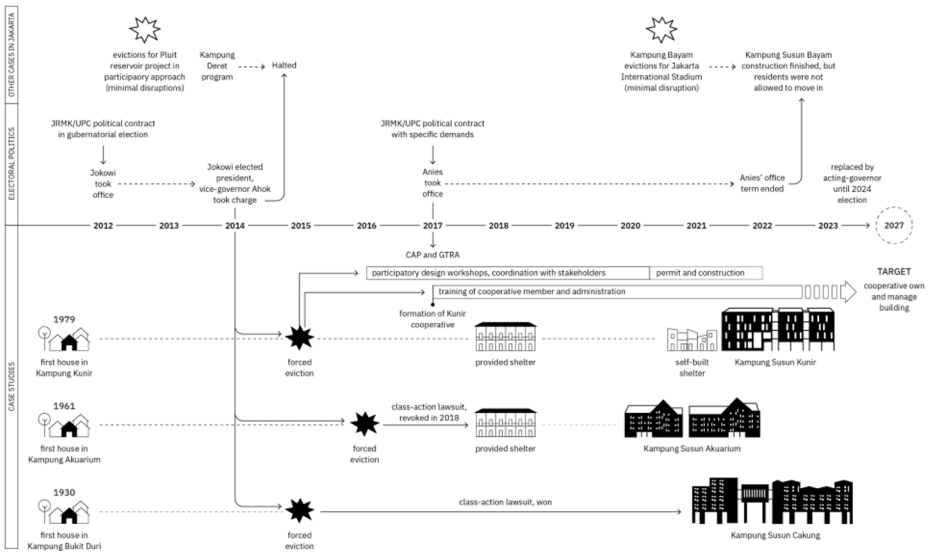 OTHER CASES IN JAKARTA
evictions for Pluit
reservoir project in
participaory approach
(minimal disruptions)
Kampung
Deret
program
Halted
Kampung Bayam
evictions for Jakarta
International Stadium
(minimal disruption)
Kampung Susun Bayam
construction finished, but
residents were not
allowed to move in
ELECTORAL POLITICS
JRMK/UPC political contract
in gubernatorial election
Jokowi
took
office
Jokowi elected
president,
vice-governor Ahok
took charge
JRMK/UPC political contract
with specific demands
Anies
took
office
Anies' office
term ended
replaced by
acting-governor
until 2024
election
2012
2013
2014
2015
2016
2017
2018
2019
2020
2021
2022
2023
2027
CASE STUDIES
CAP and GTRA
participatory design workshops, coordination with stakeholders
permit and construction
training of cooperative member and administration
TARGET
cooperative own
and manage
building
formation of Kunir
cooperative
1979
first house in
Kampung Kunir
forced
eviction
provided shelter
self-built
shelter
Kampung Susun Kunir
1961
first house in
Kampung Akuarium
forced
eviction
class-action lawsuit,
revoked in 2018
provided shelter
Kampung Susun Akuarium
1930
first house in
Kampung Bukit Duri
forced
eviction
class-action lawsuit, won
Kampung Susun Cakung